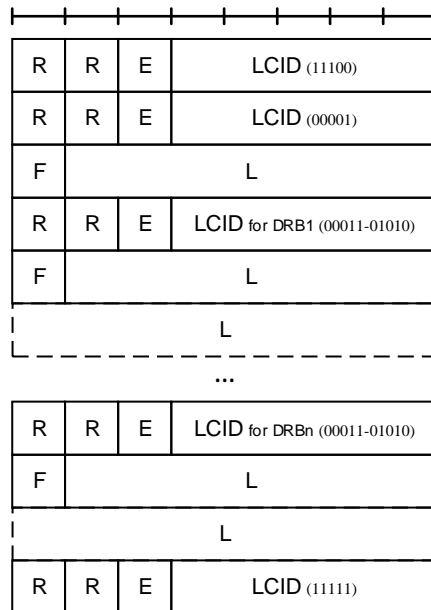 R R E LCID (11100)
R R E LCID (00001)
F L
R R E LCID for DRB1 (00011-01010)
F L
L
...
R R E LCID for DRBn (00011-01010)
F L
L
R R E LCID (11111)